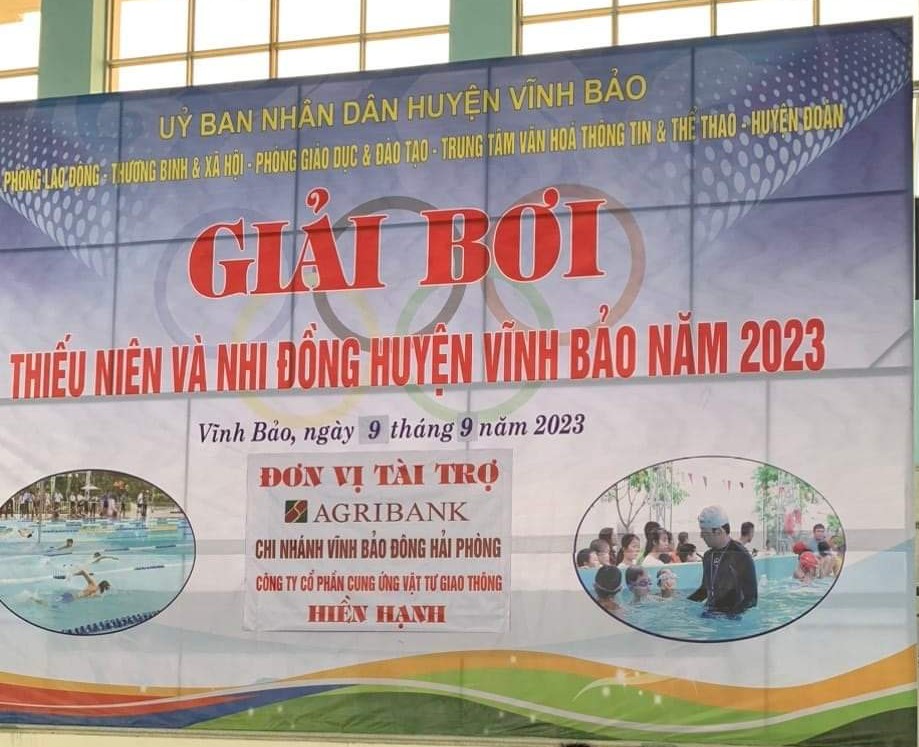 UỶ BAN NHÂN DÂN HUYỆN VĨNH BẢO
PHÒNG LAO ĐỘNG - THƯƠNG BINH & XÃ HỘI - PHÒNG GIÁO DỤC & ĐÀO TẠO - TRUNG TÂM VĂN HOÁ THÔNG TIN & THỂ THAO - HUYỆN ĐOÀN
GIẢI BƠI
THIẾU NIÊN VÀ NHI ĐỒNG HUYỆN VĨNH BẢO NĂM 2023
Vĩnh Bảo, ngày 9 tháng 9 năm 2023
ĐƠN VỊ TÀI TRỢ
AGRIBANK
CHI NHÁNH VĨNH BẢO ĐÔNG HẢI PHÒNG
CÔNG TY CỔ PHẦN CUNG ỨNG VẬT TƯ GIAO THÔNG
HIỀN HẠNH